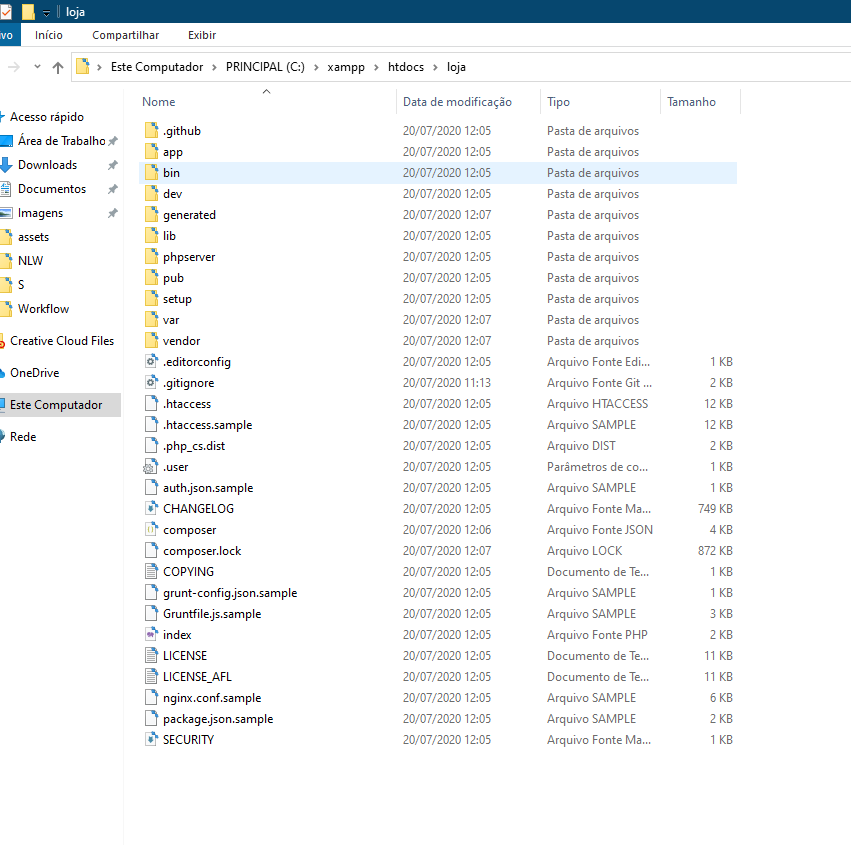 loja
ivo Início Compartilhar Exibir
Este Computador > PRINCIPAL (C:) > xampp > htdocs > loja
Nome Data de modificação Tipo Tamanho
Acesso rápido
Área de Trabalho
Downloads
Documentos
Imagens
assets
NLW
S
Workflow
Creative Cloud Files
OneDrive
Este Computador
Rede
.github 20/07/2020 12:05 Pasta de arquivos
app 20/07/2020 12:05 Pasta de arquivos
bin 20/07/2020 12:05 Pasta de arquivos
dev 20/07/2020 12:05 Pasta de arquivos
generated 20/07/2020 12:07 Pasta de arquivos
lib 20/07/2020 12:05 Pasta de arquivos
phpserver 20/07/2020 12:05 Pasta de arquivos
pub 20/07/2020 12:05 Pasta de arquivos
setup 20/07/2020 12:05 Pasta de arquivos
var 20/07/2020 12:07 Pasta de arquivos
vendor 20/07/2020 12:07 Pasta de arquivos
.editorconfig 20/07/2020 12:05 Arquivo Fonte Edi... 1 KB
.gitignore 20/07/2020 11:13 Arquivo Fonte Git ... 2 KB
.htaccess 20/07/2020 12:05 Arquivo HTACCESS 12 KB
.htaccess.sample 20/07/2020 12:05 Arquivo SAMPLE 12 KB
.php_cs.dist 20/07/2020 12:05 Arquivo DIST 2 KB
.user 20/07/2020 12:05 Parâmetros de co... 1 KB
auth.json.sample 20/07/2020 12:05 Arquivo SAMPLE 1 KB
CHANGELOG 20/07/2020 12:05 Arquivo Fonte Ma... 749 KB
composer 20/07/2020 12:06 Arquivo Fonte JSON 4 KB
composer.lock 20/07/2020 12:07 Arquivo LOCK 872 KB
COPYING 20/07/2020 12:05 Documento de Te... 1 KB
grunt-config.json.sample 20/07/2020 12:05 Arquivo SAMPLE 1 KB
Gruntfile.js.sample 20/07/2020 12:05 Arquivo SAMPLE 3 KB
index 20/07/2020 12:05 Arquivo Fonte PHP 2 KB
LICENSE 20/07/2020 12:05 Documento de Te... 11 KB
LICENSE_AFL 20/07/2020 12:05 Documento de Te... 11 KB
nginx.conf.sample 20/07/2020 12:05 Arquivo SAMPLE 6 KB
package.json.sample 20/07/2020 12:05 Arquivo SAMPLE 2 KB
SECURITY 20/07/2020 12:05 Arquivo Fonte Ma... 1 KB